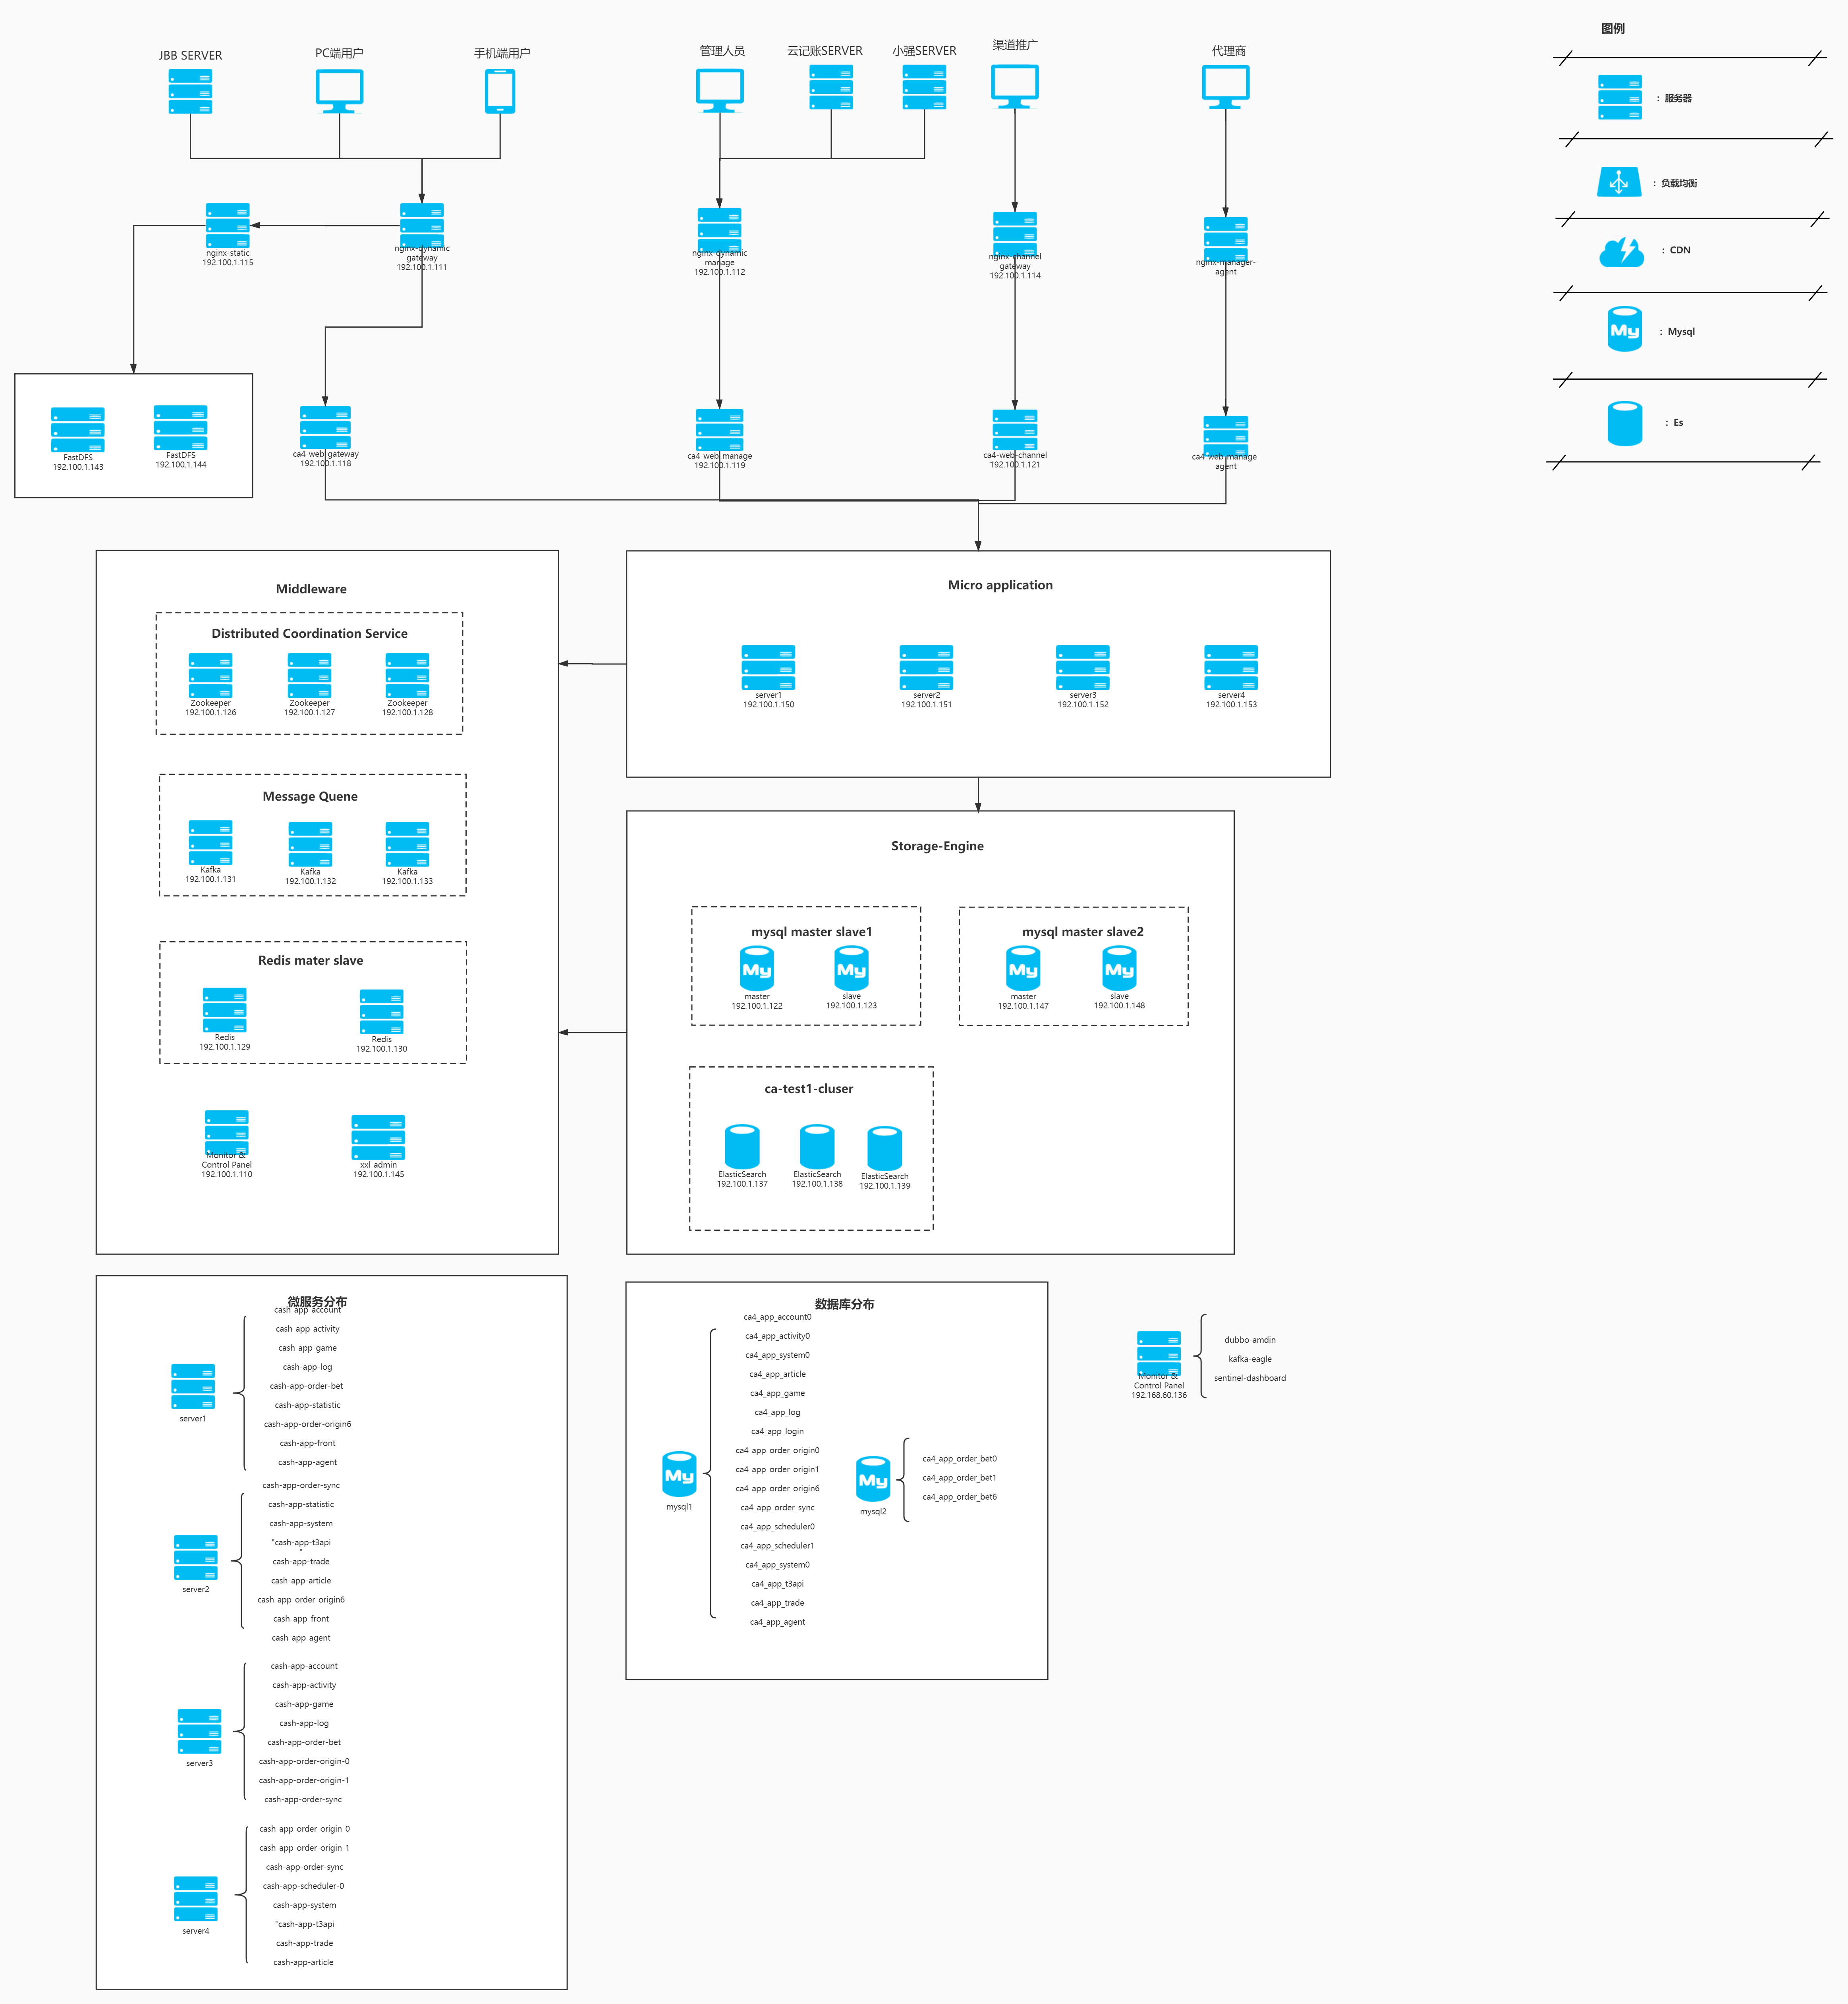 图例
JBB SERVER
PC端用户
手机端用户
管理人员
云记账SERVER
小强SERVER
渠道推广
代理商
：服务器
：负载均衡
：CDN
：Mysql
：Es
nginx-static
192.100.1.115
nginx-dynamic
gateway
192.100.1.111
nginx-dynamic
manage
192.100.1.112
nginx-channel
gateway
192.100.1.114
nginx-manager-
agent
FastDFS
192.100.1.143
FastDFS
192.100.1.144
ca4-web-gateway
192.100.1.118
ca4-web-manage
192.100.1.119
ca4-web-channel
192.100.1.121
ca4-web-manage-
agent
Middleware
Distributed Coordination Service
Zookeeper
192.100.1.126
Zookeeper
192.100.1.127
Zookeeper
192.100.1.128
Message Quene
Kafka
192.100.1.131
Kafka
192.100.1.132
Kafka
192.100.1.133
Redis mater slave
Redis
192.100.1.129
Redis
192.100.1.130
Monitor &
Control Panel
192.100.1.110
xxl-admin
192.100.1.145
Micro application
server1
192.100.1.150
server2
192.100.1.151
server3
192.100.1.152
server4
192.100.1.153
Storage-Engine
mysql master slave1
master
192.100.1.122
slave
192.100.1.123
mysql master slave2
master
192.100.1.147
slave
192.100.1.148
ca-test1-cluser
ElasticSearch
192.100.1.137
ElasticSearch
192.100.1.138
ElasticSearch
192.100.1.139
微服务分布
server1
cash-app-account
cash-app-activity
cash-app-game
cash-app-log
cash-app-order-bet
cash-app-statistic
cash-app-order-origin6
cash-app-front
cash-app-agent
server2
cash-app-order-sync
cash-app-statistic
cash-app-system
"cash-app-t3api
"
cash-app-trade
cash-app-article
cash-app-order-origin6
cash-app-front
cash-app-agent
server3
cash-app-account
cash-app-activity
cash-app-game
cash-app-log
cash-app-order-bet
cash-app-order-origin-0
cash-app-order-origin-1
cash-app-order-sync
server4
cash-app-order-origin-0
cash-app-order-origin-1
cash-app-order-sync
cash-app-scheduler-0
cash-app-system
"cash-app-t3api
cash-app-trade
cash-app-article
数据库分布
mysql1
ca4_app_account0
ca4_app_activity0
ca4_app_system0
ca4_app_article
ca4_app_game
ca4_app_log
ca4_app_login
ca4_app_order_origin0
ca4_app_order_origin1
ca4_app_order_origin6
ca4_app_order_sync
ca4_app_scheduler0
ca4_app_scheduler1
ca4_app_system0
ca4_app_t3api
ca4_app_trade
ca4_app_agent
mysql2
ca4_app_order_bet0
ca4_app_order_bet1
ca4_app_order_bet6
Monitor &
Control Panel
192.168.60.136
dubbo-amdin
kafka-eagle
sentinel-dashboard